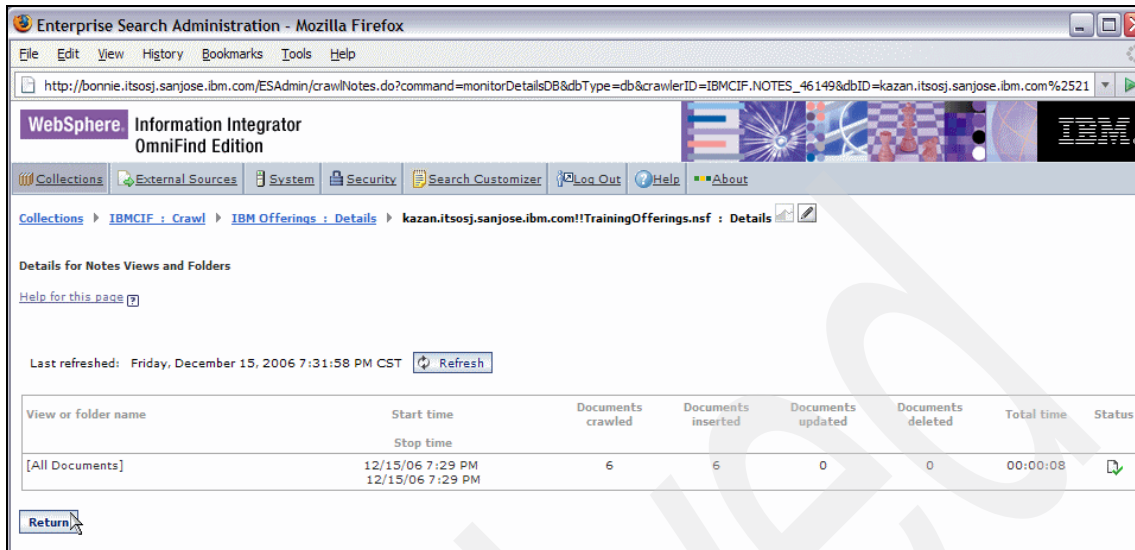 Enterprise Search Administration - Mozilla Firefox
File Edit View History Bookmarks Tools Help
http://bonnie.itsosj.sanjose.ibm.com/ESAdmin/crawlNotes.do?command=monitorDetailsDB&dbType=db&crawlerID=IBMCIF.NOTES_46149&dbID=kazan.itsosj.sanjose.ibm.com%2521
WebSphere. Information Integrator
OmniFind Edition
IBM.
Collections External Sources System Security Search Customizer Log Out Help About
Collections IBMCIF : Crawl IBM Offerings : Details kazan.itsosj.sanjose.ibm.com!!TrainingOfferings.nsf : Details
Details for Notes Views and Folders
Help for this page ?
Last refreshed: Friday, December 15, 2006 7:31:58 PM CST Refresh
View or folder name Start time Documents crawled Documents inserted Documents updated Documents deleted Total time Status
Stop time
[All Documents] 12/15/06 7:29 PM 6 6 0 0 00:00:08
12/15/06 7:29 PM
Return